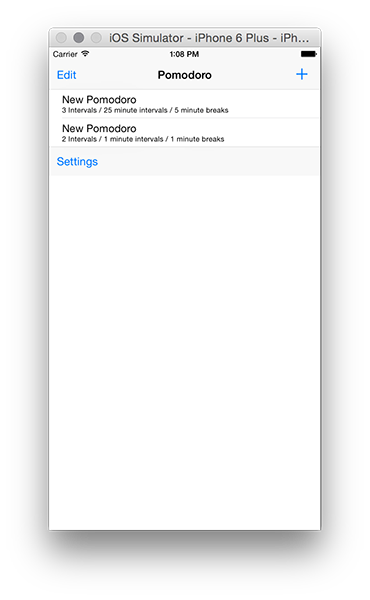 iOS Simulator - iPhone 6 Plus - iPh...
Carrier 1:08 PM
Edit Pomodoro +
New Pomodoro
3 Intervals / 25 minute intervals / 5 minute breaks
New Pomodoro
2 Intervals / 1 minute intervals / 1 minute breaks
Settings